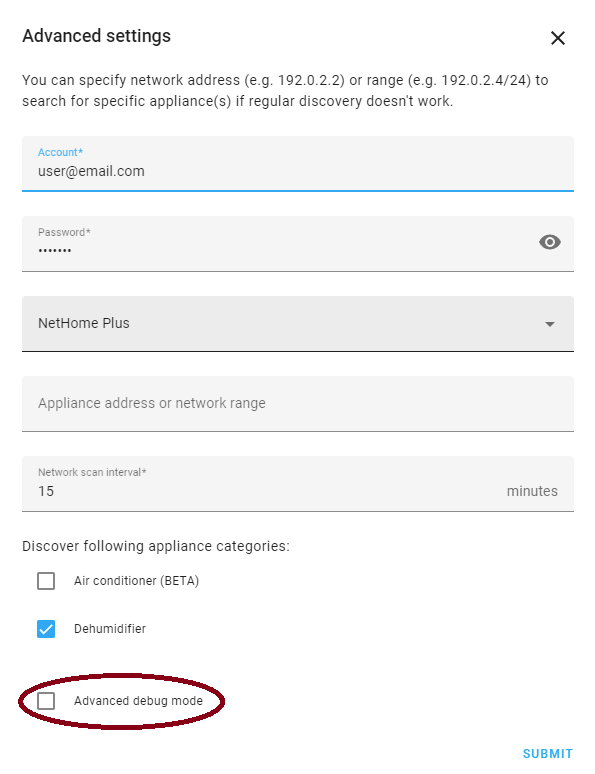 Advanced settings
You can specify network address (e.g. 192.0.2.2) or range (e.g. 192.0.2.4/24) to
search for specific appliance(s) if regular discovery doesn't work.
Account*
user@email.com
Password*
•••••••
NetHome Plus
Appliance address or network range
Network scan interval*
15 minutes
Discover following appliance categories:
Air conditioner (BETA)
Dehumidifier
Advanced debug mode
SUBMIT